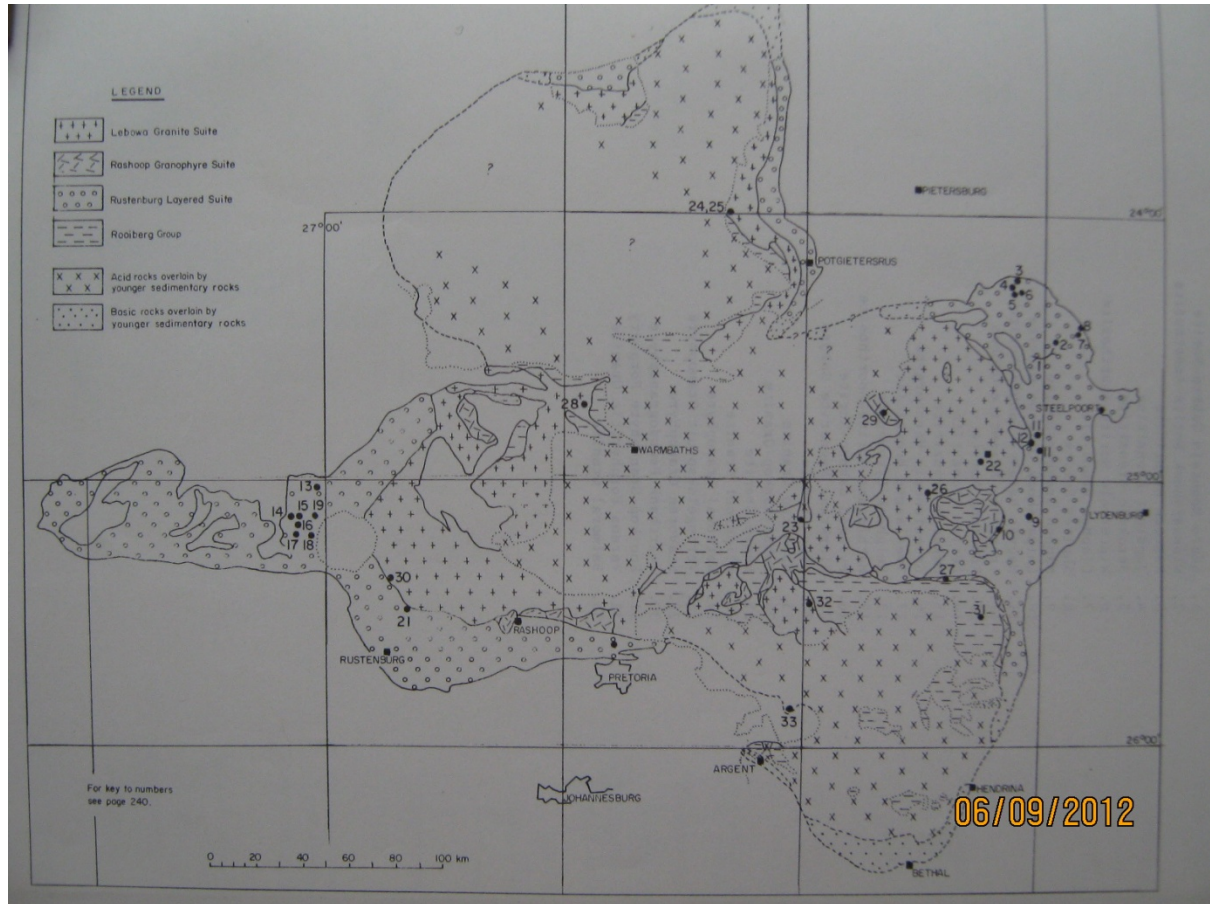 LEGEND
Lebowa Granite Suite
Rashoop Granophyre Suite
Rustenburg Layered Suite
Rooiberg Group
Acid rocks overlain by
younger sedimentary rocks
Basic rocks overlain by
younger sedimentary rocks
?
PIETERSBURG
24,25
24°00'
27°00'
?
POTGIETERSRUS
3
4
6
5
8
2
7
?
1
28
29
STEELPOORT
11
12
11
WARMBATHS
22
25°00'
13
26
14
15
19
16
23
9
LYDENBURG
17
18
10
30
27
21
32
31
RASHOOP
RUSTENBURG
PRETORIA
33
26°00'
ARGENT
For key to numbers
see page 240.
JOHANNESBURG
HENDRINA
06/09/2012
0 20 40 60 80 100 km
BETHAL